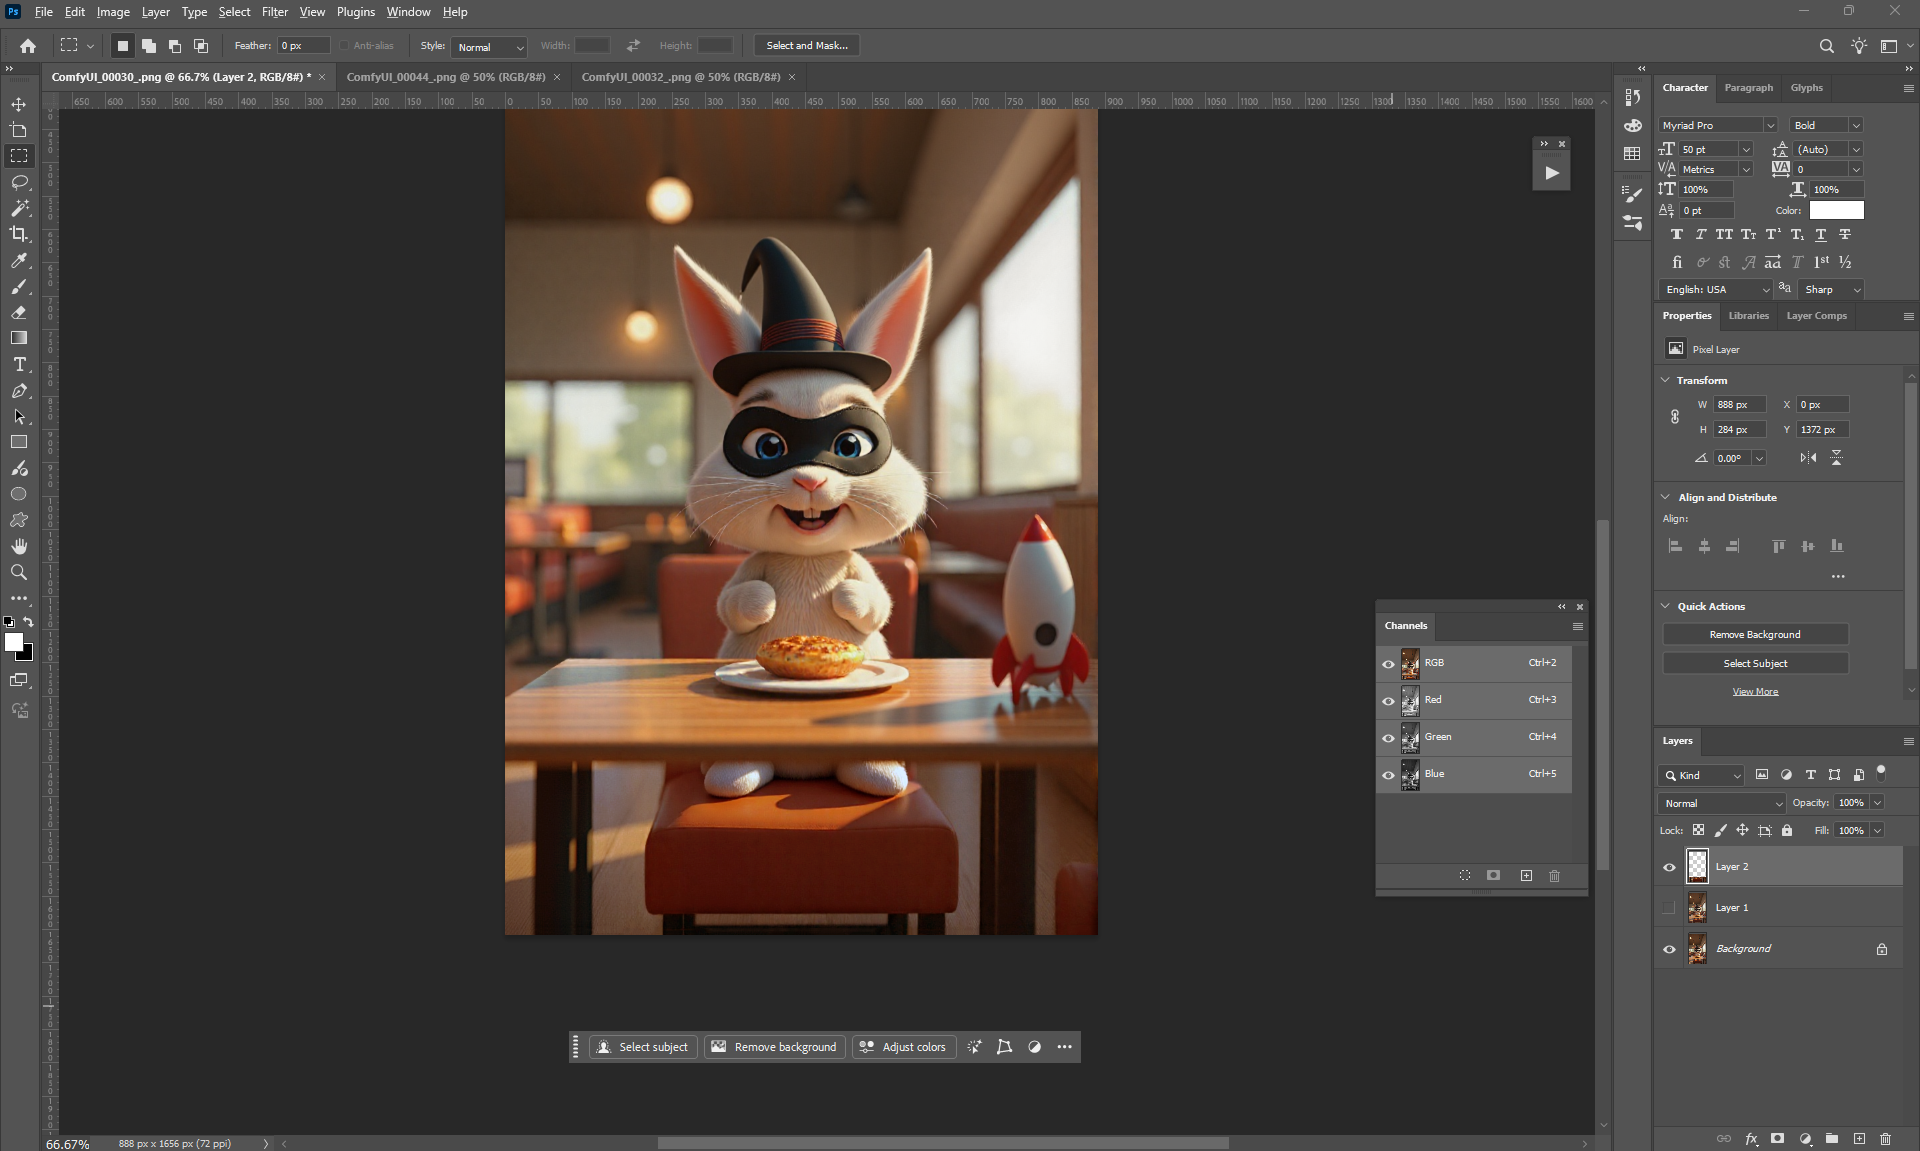 Ps File Edit Image Layer Type Select Filter View Plugins Window Help
Feather: 0 px Anti-alias Style: Normal Width: Height: Select and Mask...
ComfyUI_00030_.png @ 66.7% (Layer 2, RGB/8#) * ComfyUI_00044_.png @ 50% (RGB/8#) ComfyUI_00032_.png @ 50% (RGB/8#)
650 600 550 500 450 400 350 300 250 200 150 100 50 0 50 100 150 200 250 300 350 400 450 500 550 600 650 700 750 800 850 900 950 1000 1050 1100 1150 1200 1250 1300 1350 1400 1450 1500 1550 1600
Character Paragraph Glyphs
Myriad Pro Bold
50 pt (Auto)
Metrics 0
100% 100%
0 pt Color:
English: USA Sharp
Properties Libraries Layer Comps
Pixel Layer
Transform
W 888 px X 0 px
H 284 px Y 1372 px
0.00°
Align and Distribute
Align:
Quick Actions
Remove Background
Select Subject
View More
Channels
RGB Ctrl+2
Red Ctrl+3
Green Ctrl+4
Blue Ctrl+5
Layers
Kind
Normal Opacity: 100%
Lock: Fill: 100%
Layer 2
Layer 1
Background
Select subject Remove background Adjust colors
66.67% 888 px x 1656 px (72 ppi)